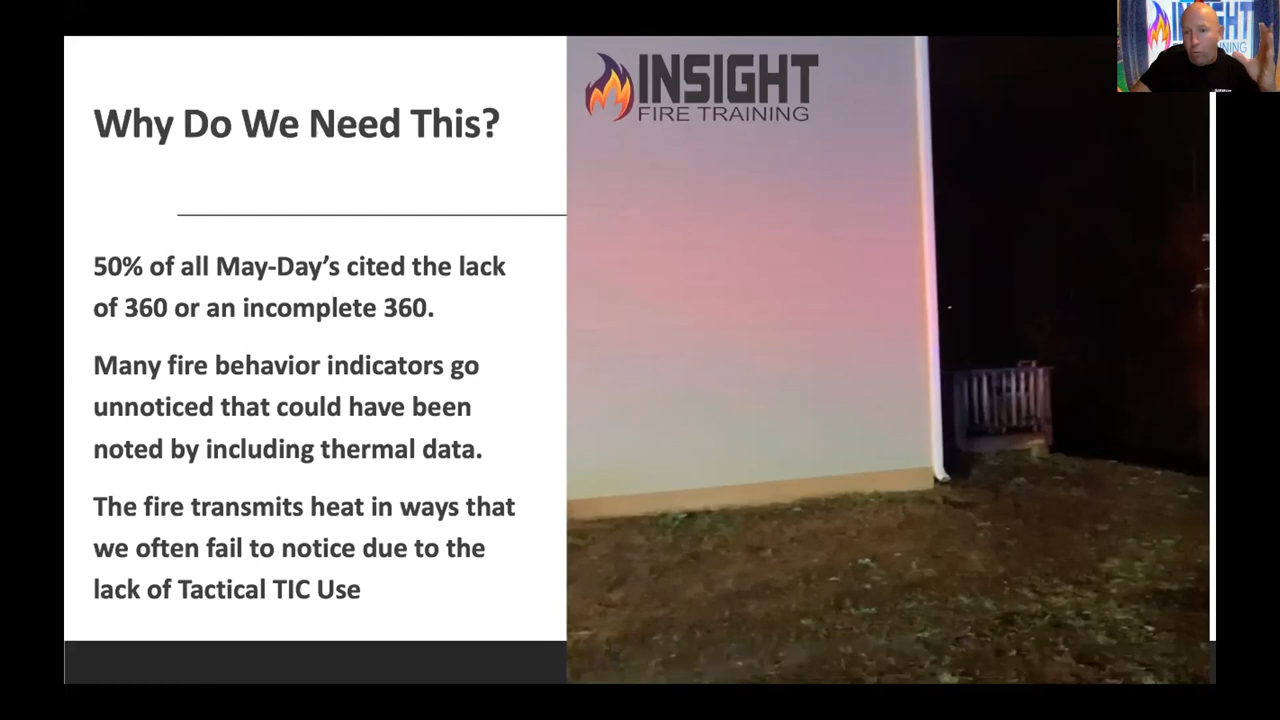 Why Do We Need This?
50% of all May-Day’s cited the lack
of 360 or an incomplete 360.
Many fire behavior indicators go
unnoticed that could have been
noted by including thermal data.
The fire transmits heat in ways that
we often fail to notice due to the
lack of Tactical TIC Use
INSIGHT
FIRE TRAINING